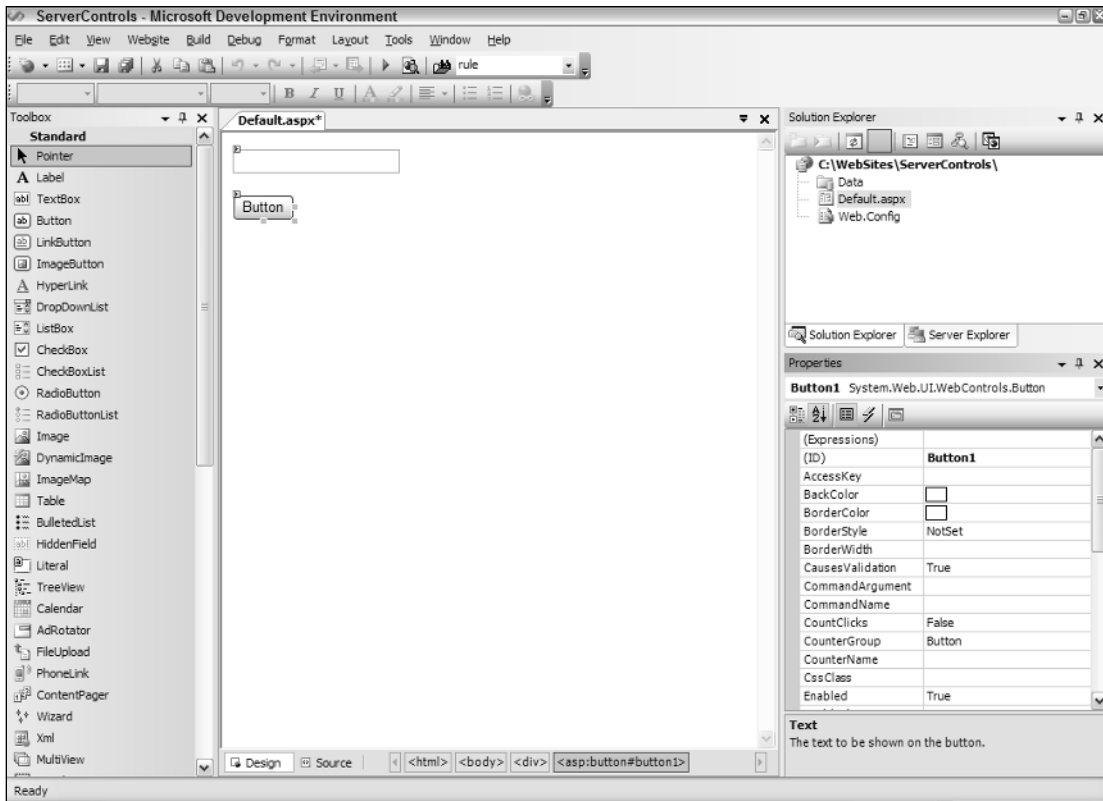 ServerControls - Microsoft Development Environment
File Edit View Website Build Debug Format Layout Tools Window Help
rule
B I U A
Toolbox
Standard
Pointer
A Label
abl TextBox
ab Button
ab LinkButton
ImageButton
A HyperLink
DropDownList
ListBox
CheckBox
CheckBoxList
RadioButton
RadioButtonList
Image
DynamicImage
ImageMap
Table
BulletedList
abl HiddenField
Literal
TreeView
Calendar
AdRotator
FileUpload
PhoneLink
ContentPager
Wizard
Xml
MultiView
Default.aspx*
Button
Design Source <html> <body> <div> <asp:button#button1>
Solution Explorer
C:\WebSites\ServerControls\
Data
Default.aspx
Web.Config
Solution Explorer Server Explorer
Properties
Button1 System.Web.UI.WebControls.Button
(Expressions)
(ID) Button1
AccessKey
BackColor
BorderColor
BorderStyle NotSet
BorderWidth
CausesValidation True
CommandArgument
CommandName
CountClicks False
CounterGroup Button
CounterName
CssClass
Enabled True
Text
The text to be shown on the button.
Ready